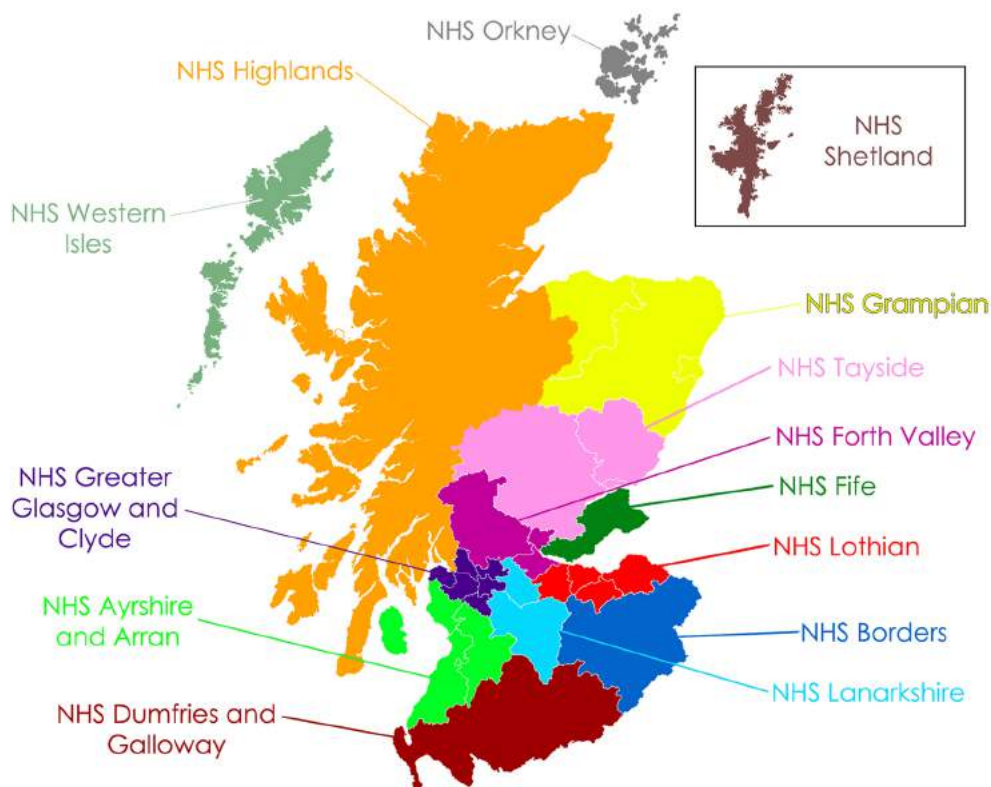 NHS Orkney
NHS Highlands
NHS
Shetland
NHS Western
Isles
NHS Grampian
NHS Tayside
NHS Forth Valley
NHS Greater
Glasgow and
Clyde
NHS Fife
NHS Lothian
NHS Ayrshire
and Arran
NHS Borders
NHS Lanarkshire
NHS Dumfries and
Galloway